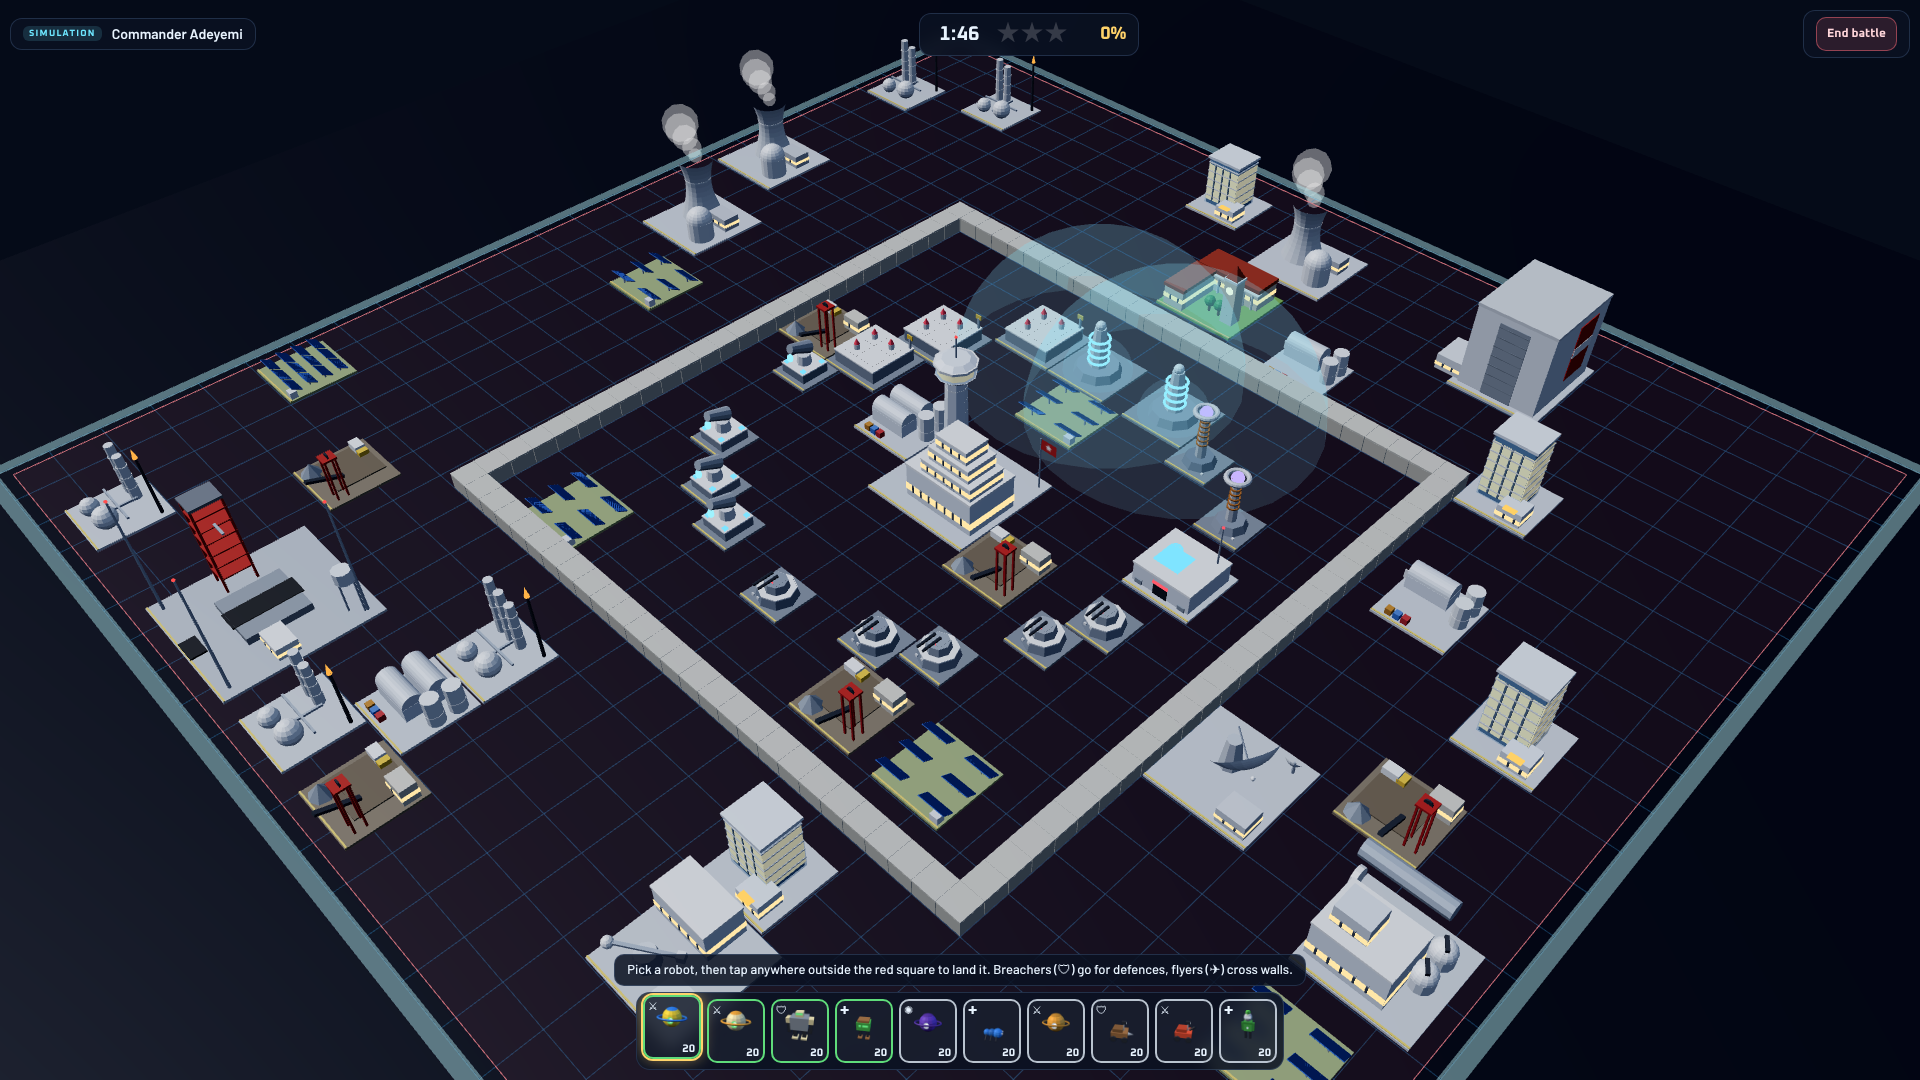 SIMULATION Commander Adeyemi
1:46 0%
End battle
Pick a robot, then tap anywhere outside the red square to land it. Breachers (🛡) go for defences, flyers (✈) cross walls.
20 20 20 20 20 20 20 20 20 20